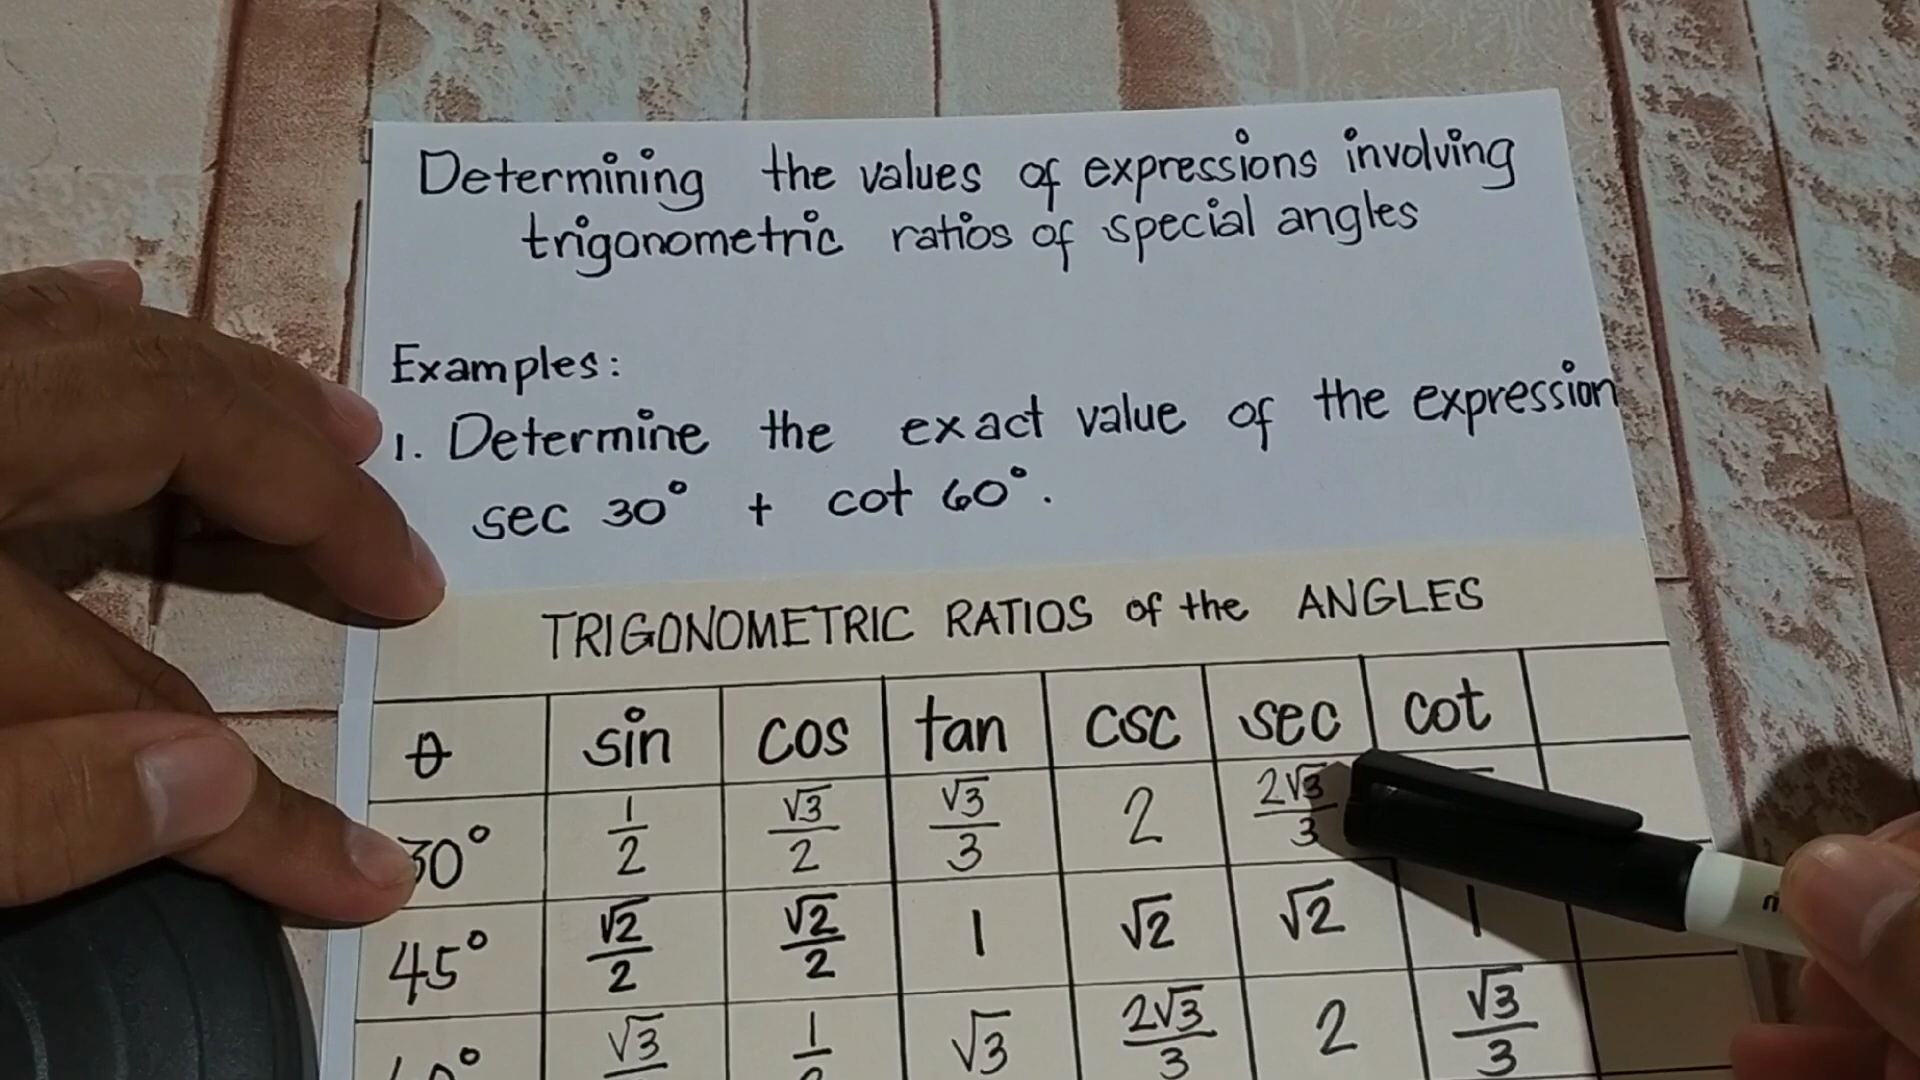 Determining the values of expressions involving
trigonometric ratios of special angles
Examples:
1. Determine the exact value of the expression
sec 30° + cot 60°.
TRIGONOMETRIC RATIOS of the ANGLES
θ sin cos tan csc sec cot
30° 1/2 √3/2 √3/3 2 2√3/3
45° √2/2 √2/2 1 √2 √2 1
√3 1 √3 2√3/3 2 √3/3